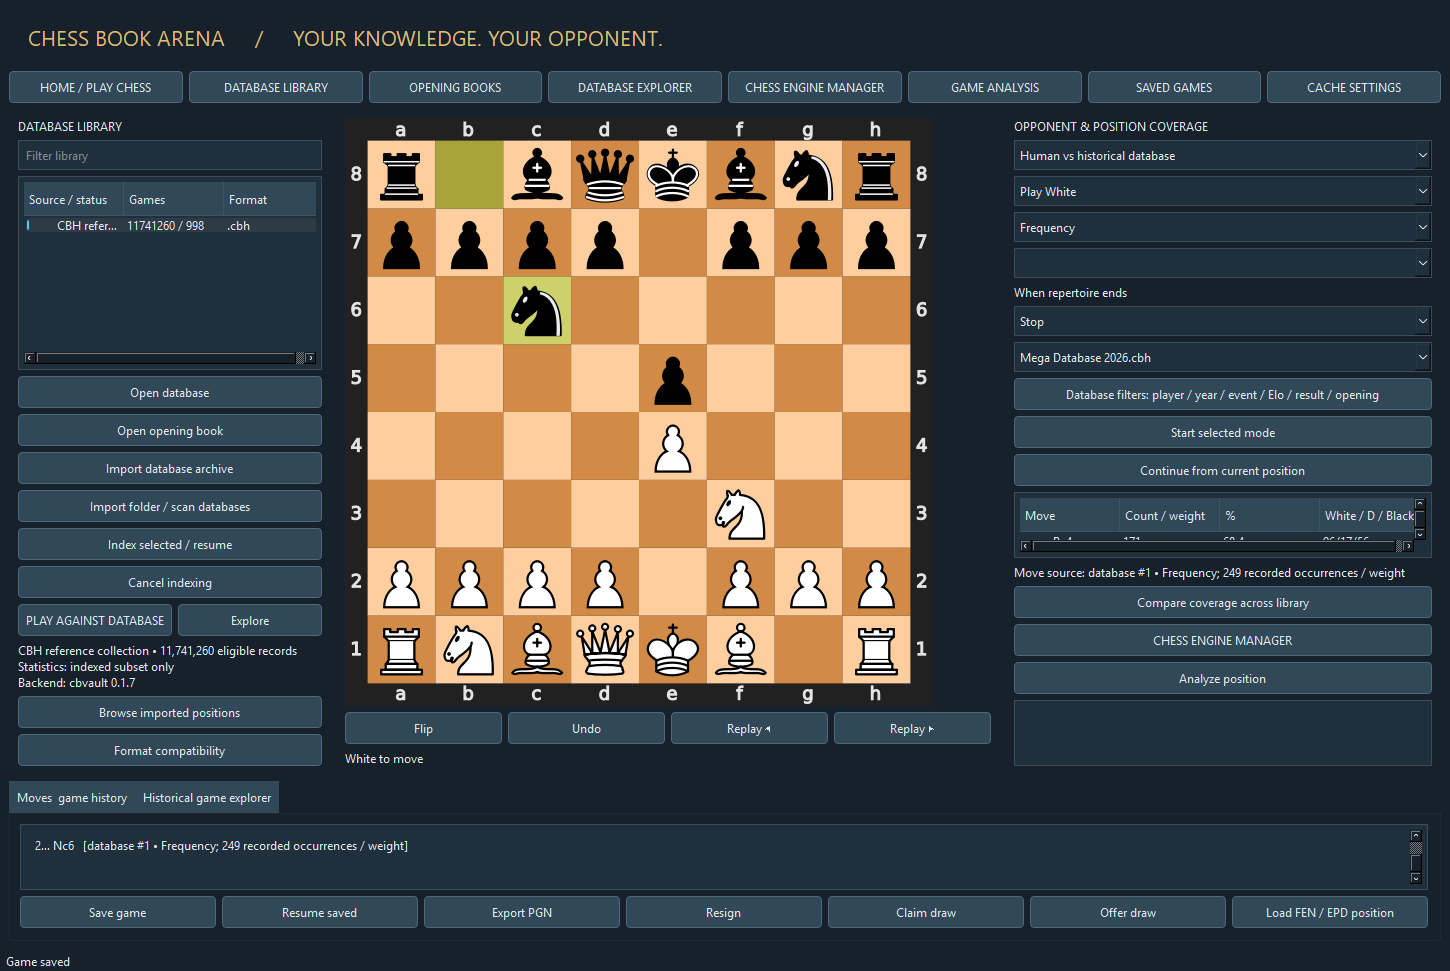 CHESS BOOK ARENA / YOUR KNOWLEDGE. YOUR OPPONENT.
HOME / PLAY CHESS DATABASE LIBRARY OPENING BOOKS DATABASE EXPLORER CHESS ENGINE MANAGER GAME ANALYSIS SAVED GAMES CACHE SETTINGS
DATABASE LIBRARY
Filter library
Source / status Games Format
CBH refer... 11741260 / 998 .cbh
Open database
Open opening book
Import database archive
Import folder / scan databases
Index selected / resume
Cancel indexing
PLAY AGAINST DATABASE Explore
CBH reference collection • 11,741,260 eligible records
Statistics: indexed subset only
Backend: cbvault 0.1.7
Browse imported positions
Format compatibility
a b c d e f g h
8 8
7 7
6 6
5 5
4 4
3 3
2 2
1 1
a b c d e f g h
Flip Undo Replay Replay
White to move
OPPONENT & POSITION COVERAGE
Human vs historical database
Play White
Frequency
When repertoire ends
Stop
Mega Database 2026.cbh
Database filters: player / year / event / Elo / result / opening
Start selected mode
Continue from current position
Move Count / weight % White / D / Black
Move source: database #1 • Frequency; 249 recorded occurrences / weight
Compare coverage across library
CHESS ENGINE MANAGER
Analyze position
Moves game history Historical game explorer
2... Nc6 [database #1 • Frequency; 249 recorded occurrences / weight]
Save game Resume saved Export PGN Resign Claim draw Offer draw Load FEN / EPD position
Game saved